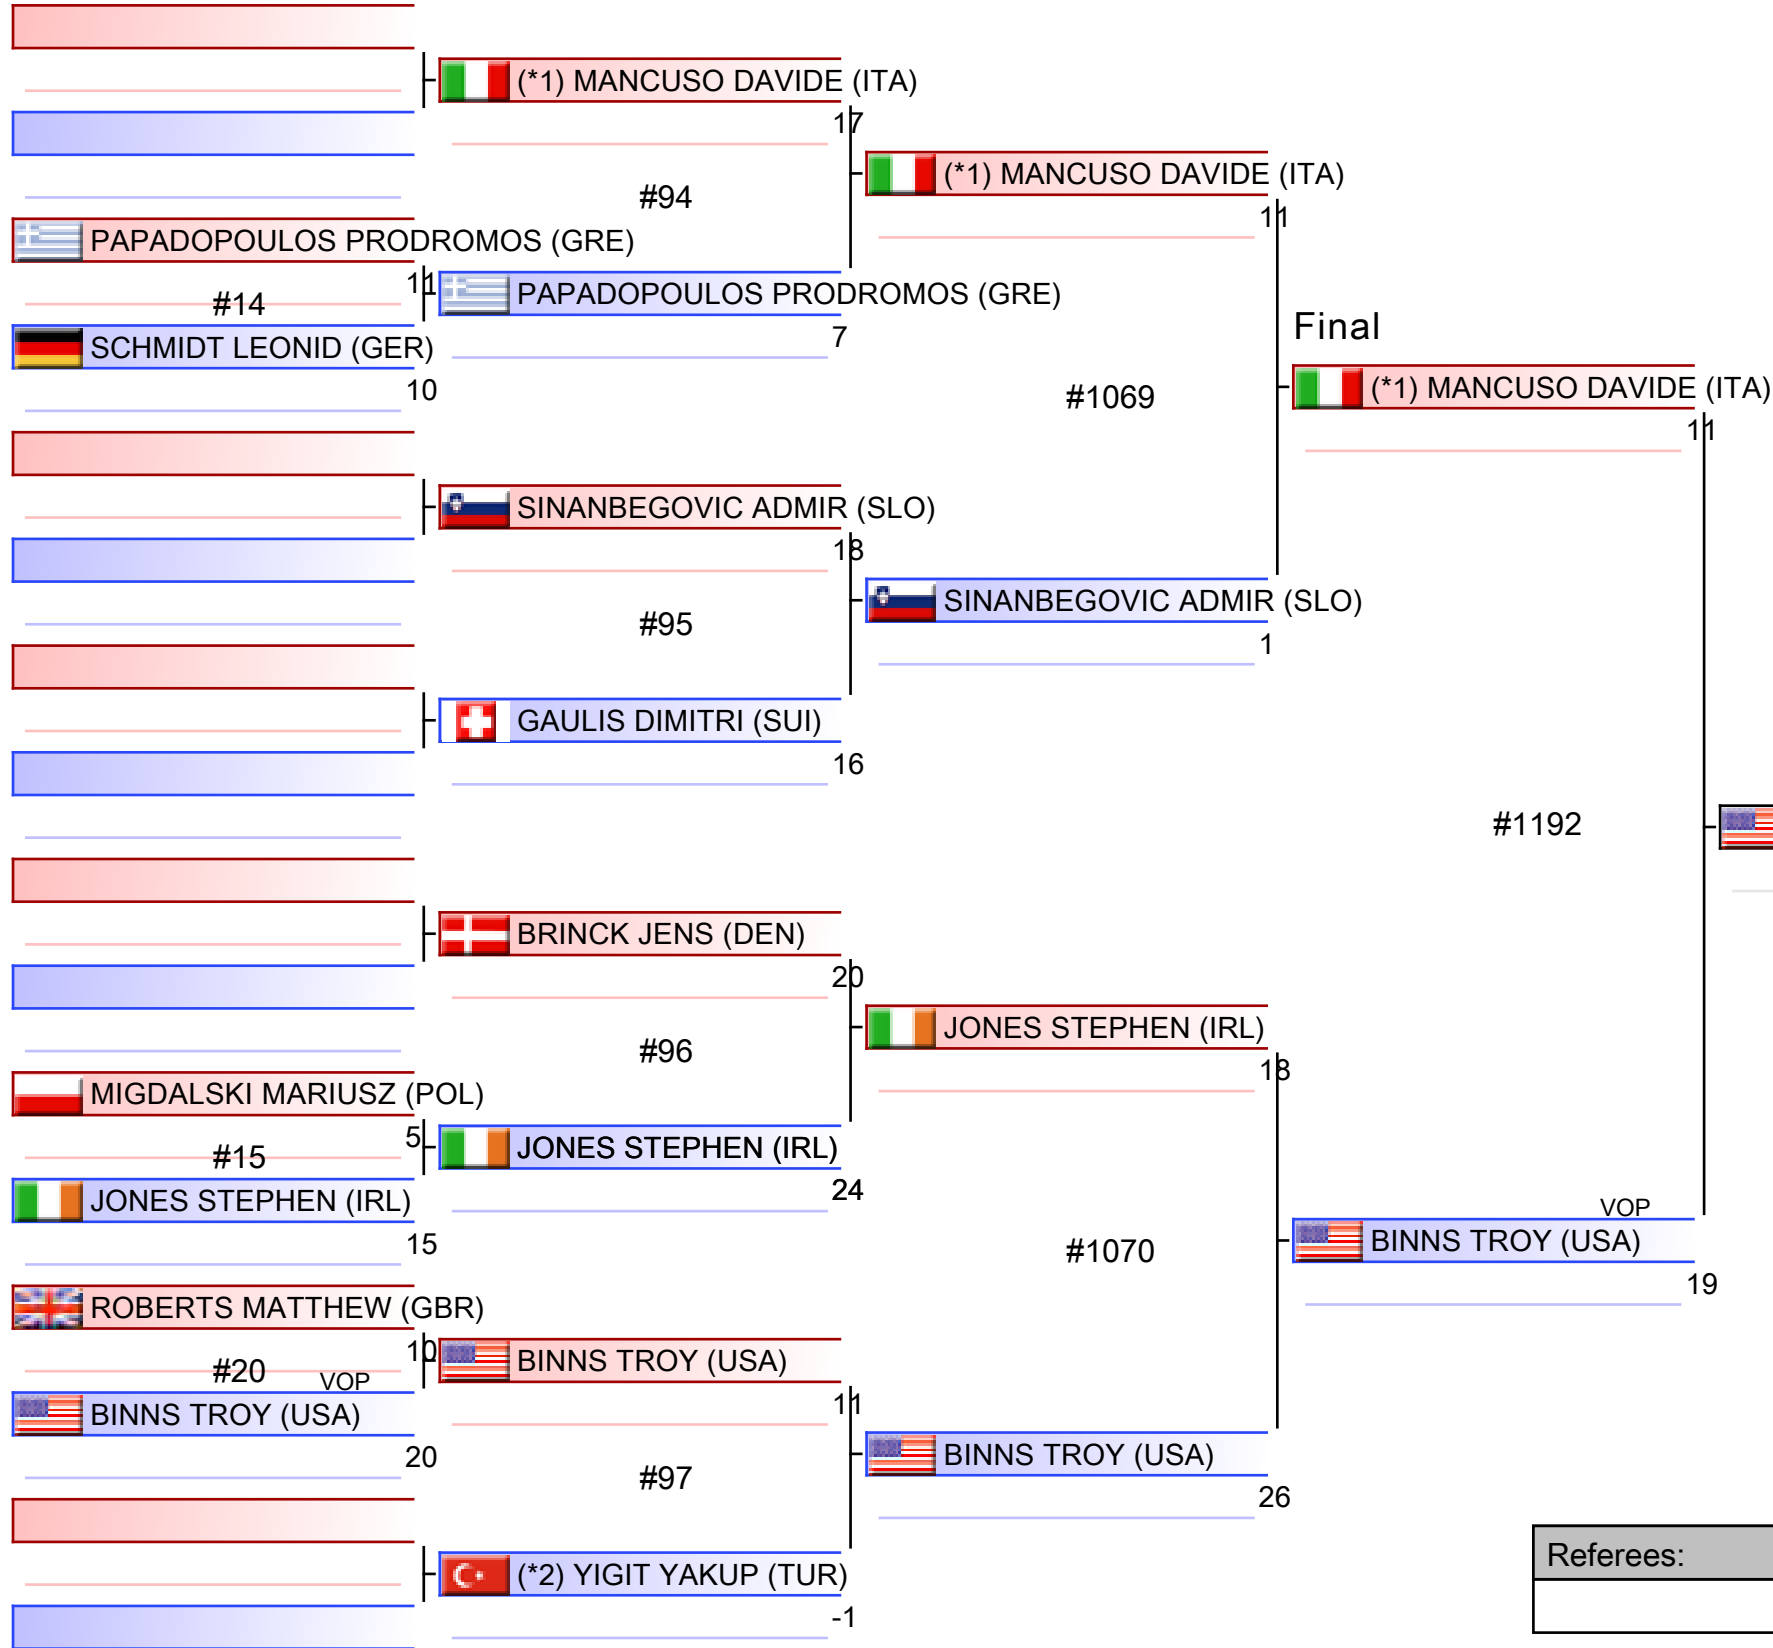 (*1) MANCUSO DAVIDE (ITA)
17
(*1) MANCUSO DAVIDE (ITA)
11
#94
PAPADOPOULOS PRODROMOS (GRE)
11
#14
PAPADOPOULOS PRODROMOS (GRE)
7
SCHMIDT LEONID (GER)
10
Final
(*1) MANCUSO DAVIDE (ITA)
11
#1069
SINANBEGOVIC ADMIR (SLO)
18
SINANBEGOVIC ADMIR (SLO)
1
#95
GAULIS DIMITRI (SUI)
16
#1192
BRINCK JENS (DEN)
20
JONES STEPHEN (IRL)
18
#96
MIGDALSKI MARIUSZ (POL)
5
#15
JONES STEPHEN (IRL)
24
JONES STEPHEN (IRL)
15
VOP
BINNS TROY (USA)
19
#1070
ROBERTS MATTHEW (GBR)
10
#20
VOP
BINNS TROY (USA)
11
BINNS TROY (USA)
20
BINNS TROY (USA)
26
#97
(*2) YIGIT YAKUP (TUR)
-1
Referees: